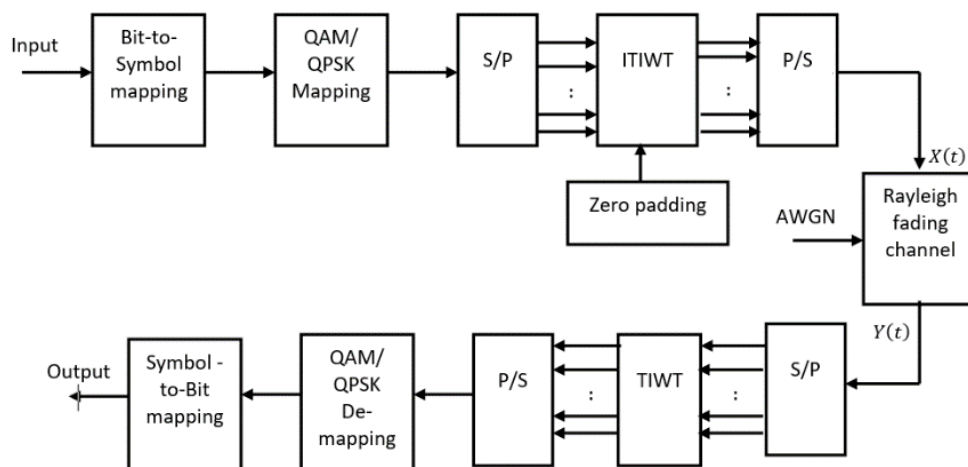 Input
Bit-to-
Symbol
mapping
QAM/
QPSK
Mapping
S/P
:
ITIWT
:
P/S
Zero padding
X(t)
AWGN
Rayleigh
fading
channel
Y(t)
S/P
:
TIWT
:
P/S
QAM/
QPSK
De-
mapping
Symbol -
to-Bit
mapping
Output